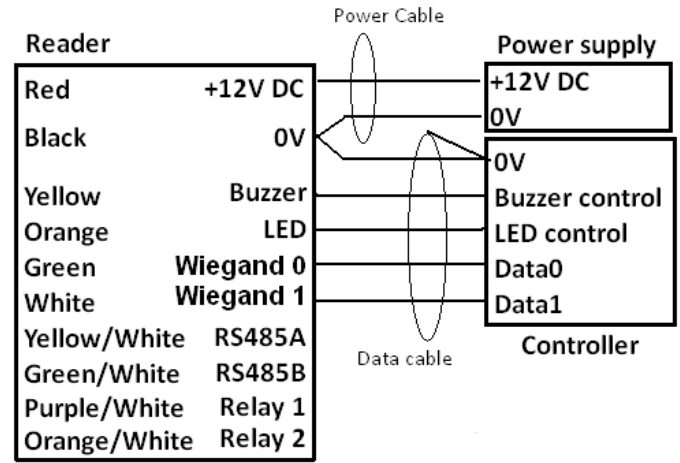 Power Cable
Reader
Power supply
Red +12V DC
+12V DC
0V
Black 0V
0V
Yellow Buzzer
Buzzer control
Orange LED
LED control
Green Wiegand 0
Data0
White Wiegand 1
Data1
Yellow/White RS485A
Controller
Data cable
Green/White RS485B
Purple/White Relay 1
Orange/White Relay 2